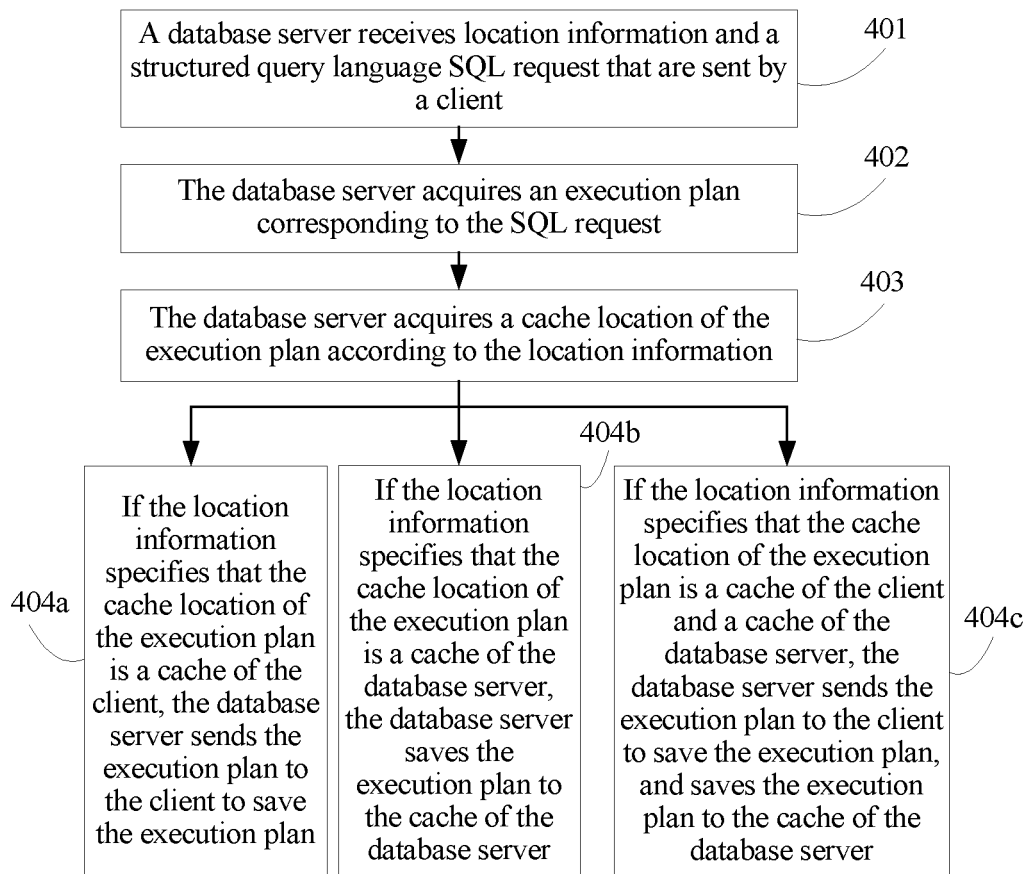 A database server receives location information and a
structured query language SQL request that are sent by
a client
401
The database server acquires an execution plan
corresponding to the SQL request
402
The database server acquires a cache location of the
execution plan according to the location information
403
404a
If the location
information
specifies that the
cache location of
the execution plan
is a cache of the
client, the database
server sends the
execution plan to
the client to save
the execution plan
404b
If the location
information
specifies that the
cache location of
the execution plan
is a cache of the
database server,
the database server
saves the
execution plan to
the cache of the
database server
404c
If the location information
specifies that the cache
location of the execution
plan is a cache of the client
and a cache of the
database server, the
database server sends the
execution plan to the client
to save the execution plan,
and saves the execution
plan to the cache of the
database server